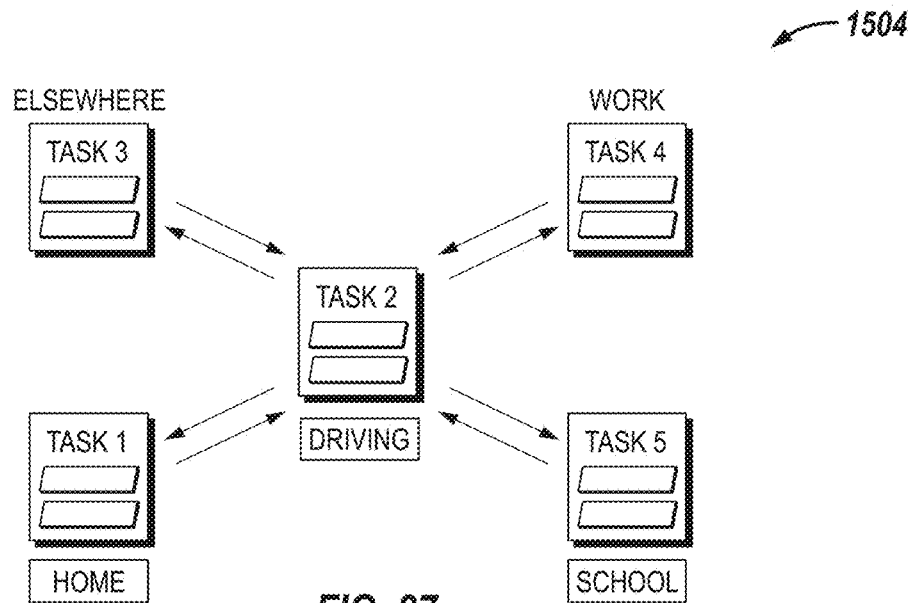 1504
ELSEWHERE
WORK
TASK 3
TASK 4
TASK 2
DRIVING
TASK 1
TASK 5
HOME
SCHOOL